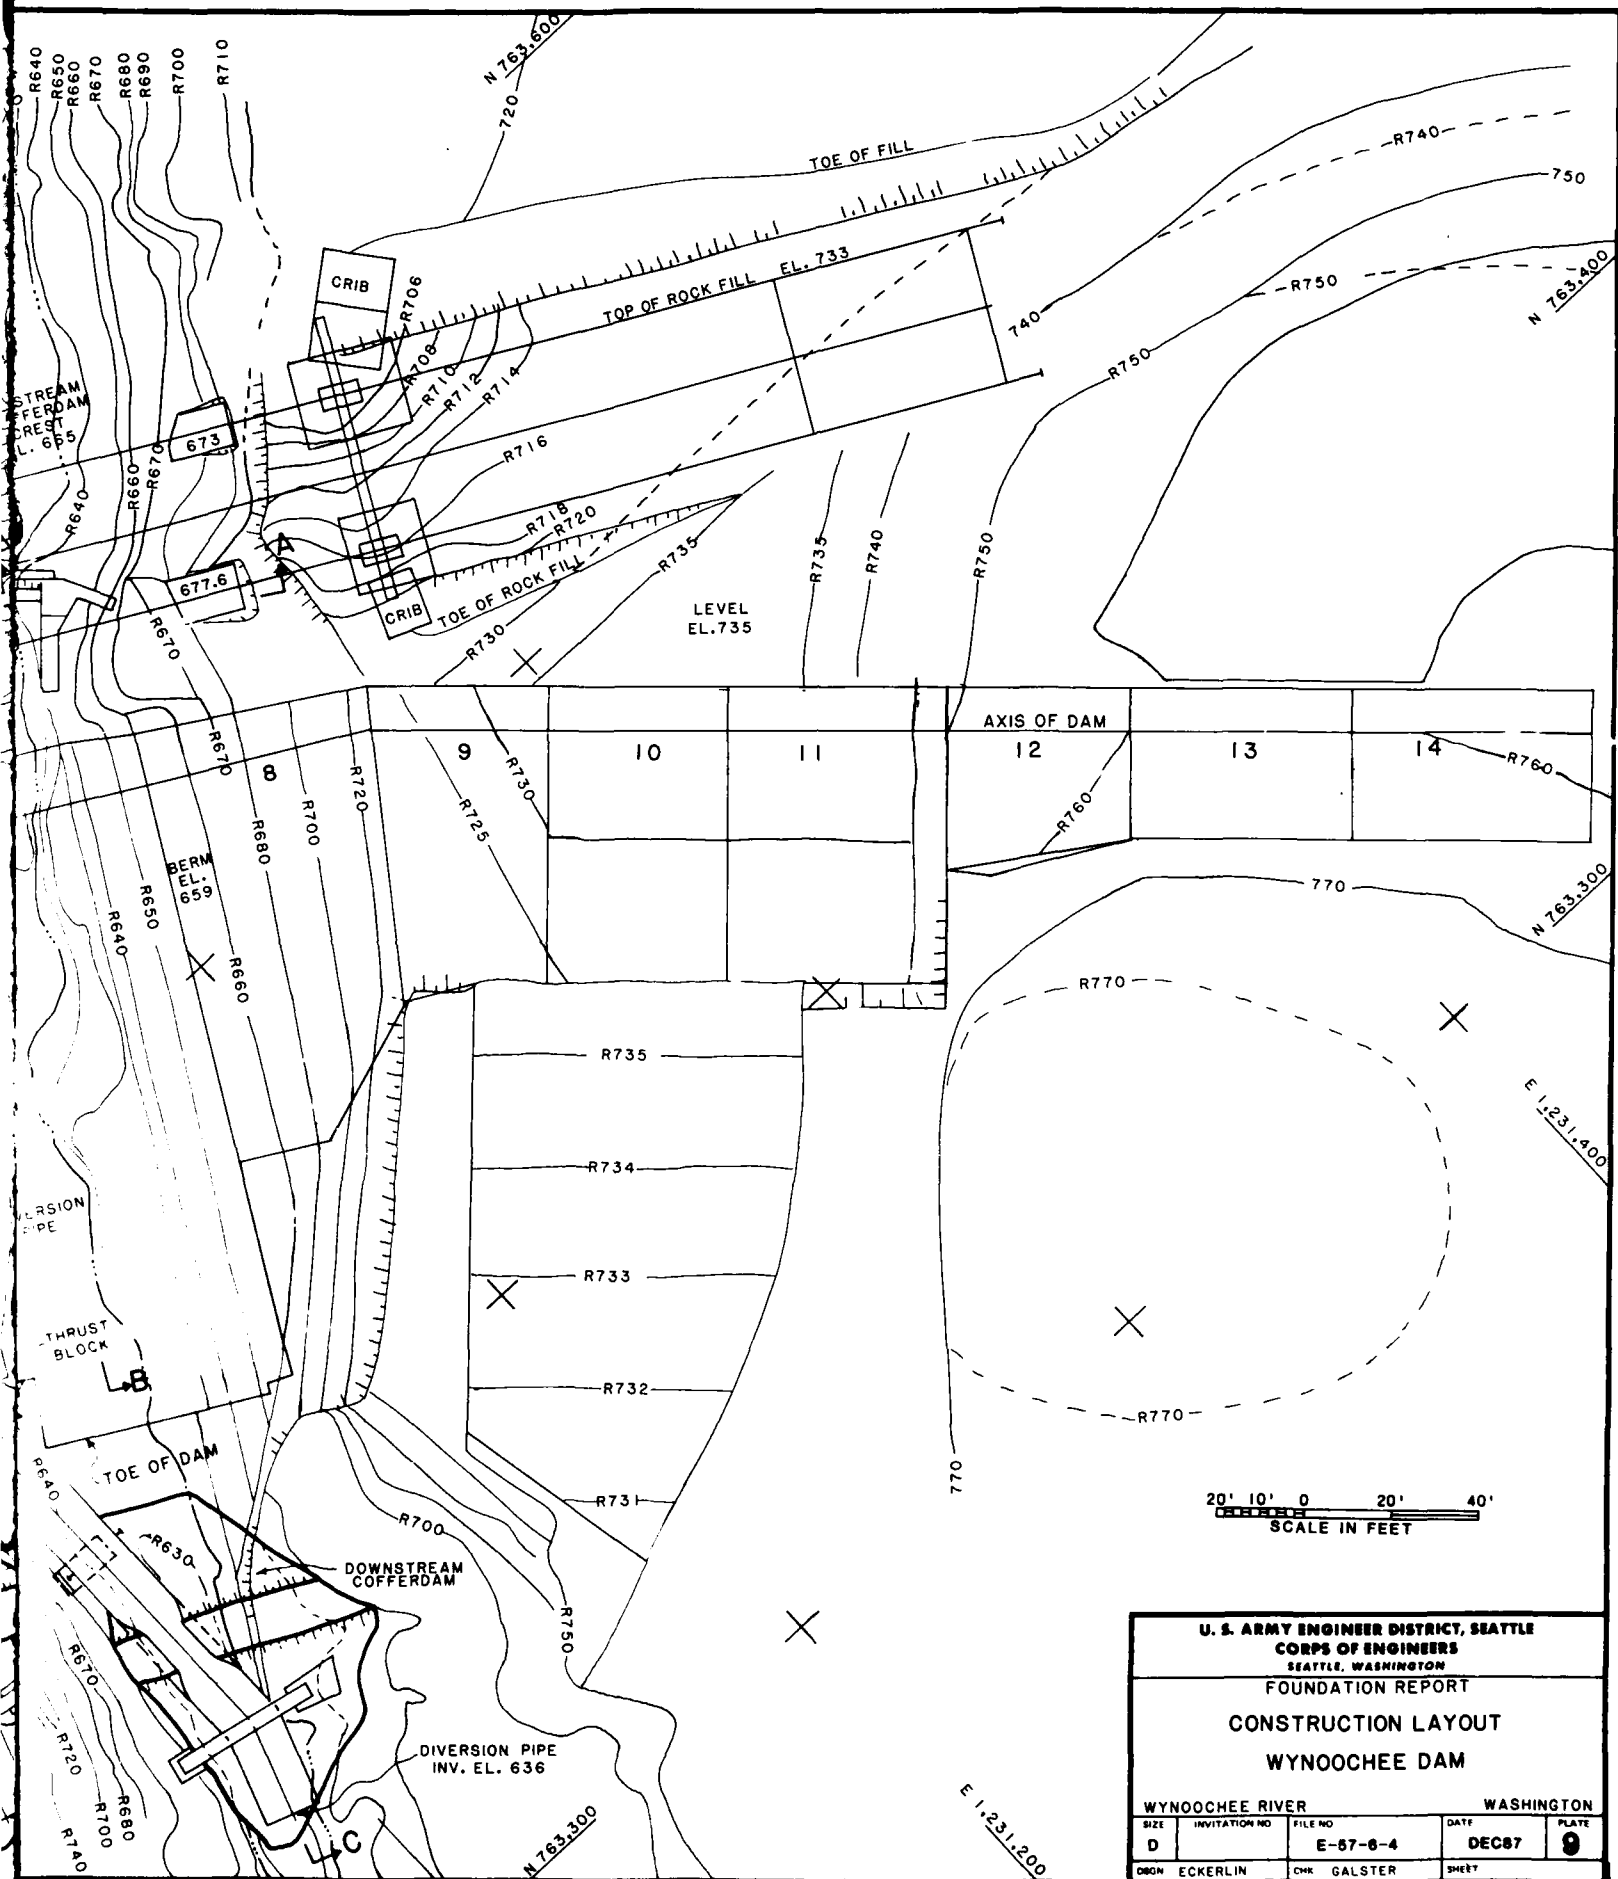 R640
R650
R660
R670
R680
R690
R700
R710
N 763,600
720
TOE OF FILL
R740
750
R750
N 763,400
CRIB
R706
EL. 733
TOP OF ROCK FILL
740
R708
R710
R712
R714
R750
673
R716
R660
R670
R640
R718
R720
A
R735
R735
R740
R750
677.6
CRIB
TOE OF ROCK FILL
LEVEL
EL.735
R670
R730
AXIS OF DAM
8
9
10
11
12
13
14
R670
R720
R730
R760
R760
R725
R700
R680
BERM
EL.
659
R650
R640
R660
770
N 763,300
R770
R735
R734
R733
R732
R731
E 1,231,400
THRUST
BLOCK
B
R770
770
TOE OF DAM
R640
R630
R700
DOWNSTREAM
COFFERDAM
R750
R670
R720
R700
R680
R740
DIVERSION PIPE
INV. EL. 636
C
N 763,300
E 1,231,200
20' 10' 0 20' 40'
SCALE IN FEET
U. S. ARMY ENGINEER DISTRICT, SEATTLE
CORPS OF ENGINEERS
SEATTLE, WASHINGTON
FOUNDATION REPORT
CONSTRUCTION LAYOUT
WYNOOCHEE DAM
WYNOOCHEE RIVER WASHINGTON
SIZE INVITATION NO FILE NO DATE PLATE
D E-57-6-4 DEC87 9
DSGN ECKERLIN CHK GALSTER SHEET